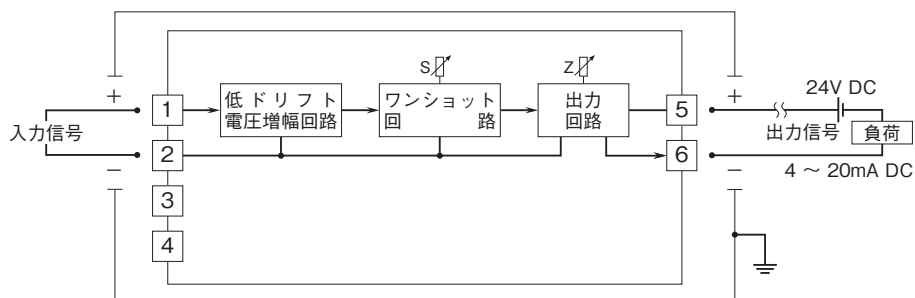 S
Z
24V DC
+
1
低ドリフト
電圧増幅回路
ワンショット
回 路
出力
回路
5
+
入力信号
出力信号
負荷
2
6
−
−
4 ～ 20mA DC
3
4